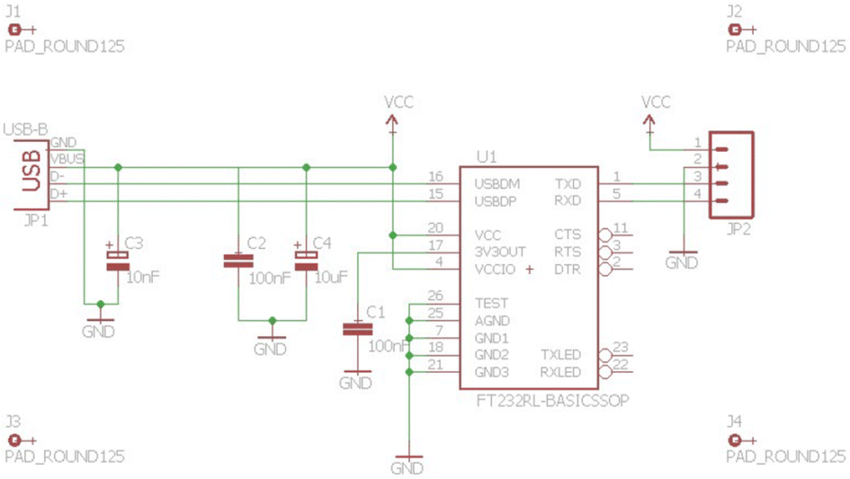 J1
PAD_ROUND125
J2
PAD_ROUND125
VCC
VCC
USB-B
GND
VBUS
D-
D+
USB
JP1
C3
10nF
GND
C2
100nF
C4
10uF
GND
C1
100nF
GND
U1
16 USBDM TXD 1
15 USBDP RXD 5
20 VCC CTS 11
17 3V3OUT RTS 3
4 VCCIO + DTR 2
26 TEST
25 AGND
7 GND1
18 GND2 TXLED 23
21 GND3 RXLED 22
FT232RL-BASICSSOP
GND
1
2
3
4
JP2
GND
J3
PAD_ROUND125
J4
PAD_ROUND125